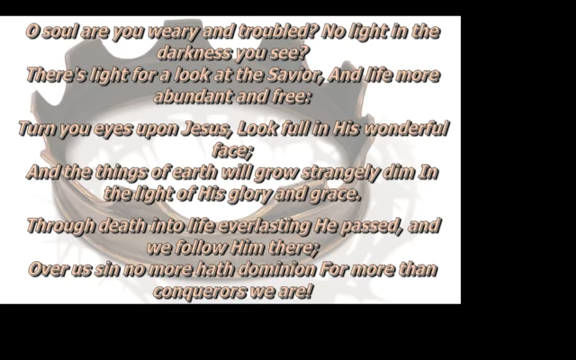 O soul are you weary and troubled? No light in the
darkness you see?
There's light for a look at the Savior, And life more
abundant and free:
Turn you eyes upon Jesus, Look full in His wonderful
face;
And the things of earth will grow strangely dim In
the light of His glory and grace.
Through death into life everlasting He passed, and
we follow Him there;
Over us sin no more hath dominion For more than
conquerors we are!